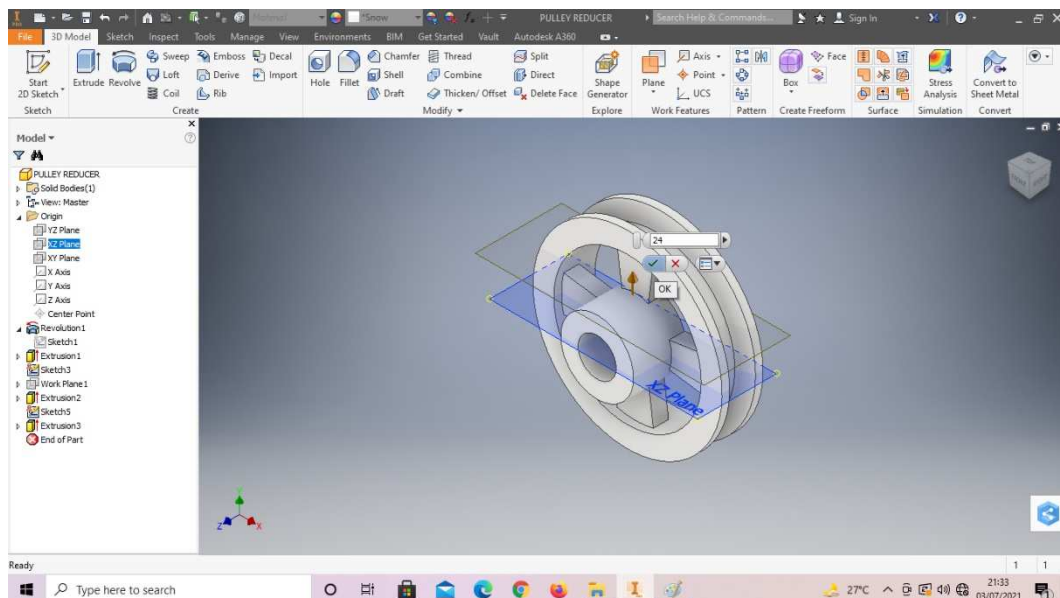 Material
*Snow
PULLEY REDUCER
Search Help & Commands...
Sign In
File 3D Model Sketch Inspect Tools Manage View Environments BIM Get Started Vault Autodesk A360
Start
2D Sketch
Extrude Revolve
Sweep Emboss Decal
Loft Derive Import
Coil Rib
Hole Fillet
Chamfer Thread Split
Shell Combine Direct
Draft Thicken/ Offset Delete Face
Shape
Generator
Plane
Axis
Point
UCS
Box
Face
Stress
Analysis
Convert to
Sheet Metal
Sketch Create Modify Explore Work Features Pattern Create Freeform Surface Simulation Convert
Model
PULLEY REDUCER
Solid Bodies(1)
View: Master
Origin
YZ Plane
XZ Plane
XY Plane
X Axis
Y Axis
Z Axis
Center Point
Revolution1
Sketch1
Extrusion1
Sketch3
Work Plane1
Extrusion2
Sketch5
Extrusion3
End of Part
24
OK
XZ Plane
Y
Z X
Ready
1 1
Type here to search
27°C
21:33
03/07/2021